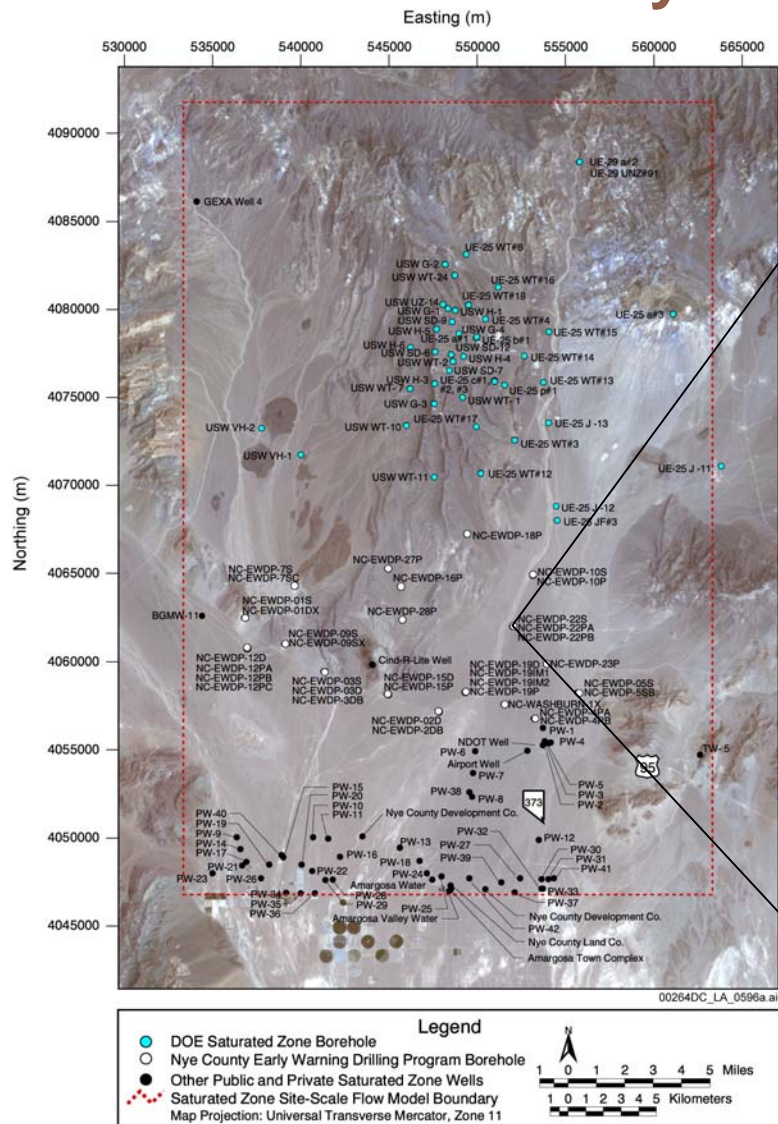 Easting (m)
530000 535000 540000 545000 550000 555000 560000 565000
Northing (m)
4090000
4085000
4080000
4075000
4070000
4065000
4060000
4055000
4050000
4045000
UE-29 a#2
UE-29 UNZ#91
GEXA Well 4
UE-25 WT#6
USW G-2
USW WT-24
UE-25 WT#16
UE-25 WT#18
USW UZ-14
USW G-1
USW H-1
USW SD-9
UE-25 WT#4
UE-25 a#3
USW H-5
USW G-4
UE-25 a#1
UE-25 b#1
UE-25 WT#15
USW H-6
USW SD-12
USW SD-6
USW H-4
UE-25 WT#14
USW WT-2
USW SD-7
USW H-3
UE-25 c#1,
#2, #3
UE-25 WT#13
USW WT- 7
UE-25 p#1
USW G-3
USW WT- 1
UE-25 WT#17
USW WT-10
UE-25 J -13
USW VH-2
UE-25 WT#3
USW VH-1
UE-25 J -11
USW WT-11
UE-25 WT#12
UE-25 J -12
UE-25 JF#3
NC-EWDP-18P
NC-EWDP-27P
NC-EWDP-7S
NC-EWDP-7SC
NC-EWDP-16P
NC-EWDP-10S
NC-EWDP-10P
NC-EWDP-01S
NC-EWDP-01DX
BGMW-11
NC-EWDP-28P
NC-EWDP-22S
NC-EWDP-22PA
NC-EWDP-22PB
NC-EWDP-09S
NC-EWDP-09SX
NC-EWDP-12D
NC-EWDP-12PA
NC-EWDP-12PB
NC-EWDP-12PC
Cind-R-Lite Well
NC-EWDP-03S
NC-EWDP-03D
NC-EWDP-3DB
NC-EWDP-15D
NC-EWDP-15P
NC-EWDP-19D
NC-EWDP-19IM1
NC-EWDP-19IM2
NC-EWDP-19P
NC-EWDP-23P
NC-EWDP-05S
NC-EWDP-5SB
NC-WASHBURN-1X
NC-EWDP-02D
NC-EWDP-2DB
NC-EWDP-4PA
NC-EWDP-4PB
PW-1
NDOT Well
PW-4
PW-6
Airport Well
TW- 5
PW-7
PW-5
PW-3
PW-2
95
PW-38
PW-8
373
PW-15
PW-20
PW-10
PW-11
PW-40
PW-19
PW-9
PW-14
PW-17
PW-21
PW-23
PW-26
Nye County Development Co.
PW-13
PW-16
PW-18
PW-22
PW-24
PW-32
PW-27
PW-39
PW-12
PW-30
PW-31
PW-41
PW-34
PW-35
PW-36
PW-28
PW-29
Amargosa Water
PW-25
Amargosa Valley Water
PW-33
PW-37
Nye County Development Co.
PW-42
Nye County Land Co.
Amargosa Town Complex
00264DC_LA_0596a.ai
Legend
DOE Saturated Zone Borehole
Nye County Early Warning Drilling Program Borehole
Other Public and Private Saturated Zone Wells
Saturated Zone Site-Scale Flow Model Boundary
Map Projection: Universal Transverse Mercator, Zone 11
N
1 0 1 2 3 4 5 Miles
1 0 1 2 3 4 5 Kilometers